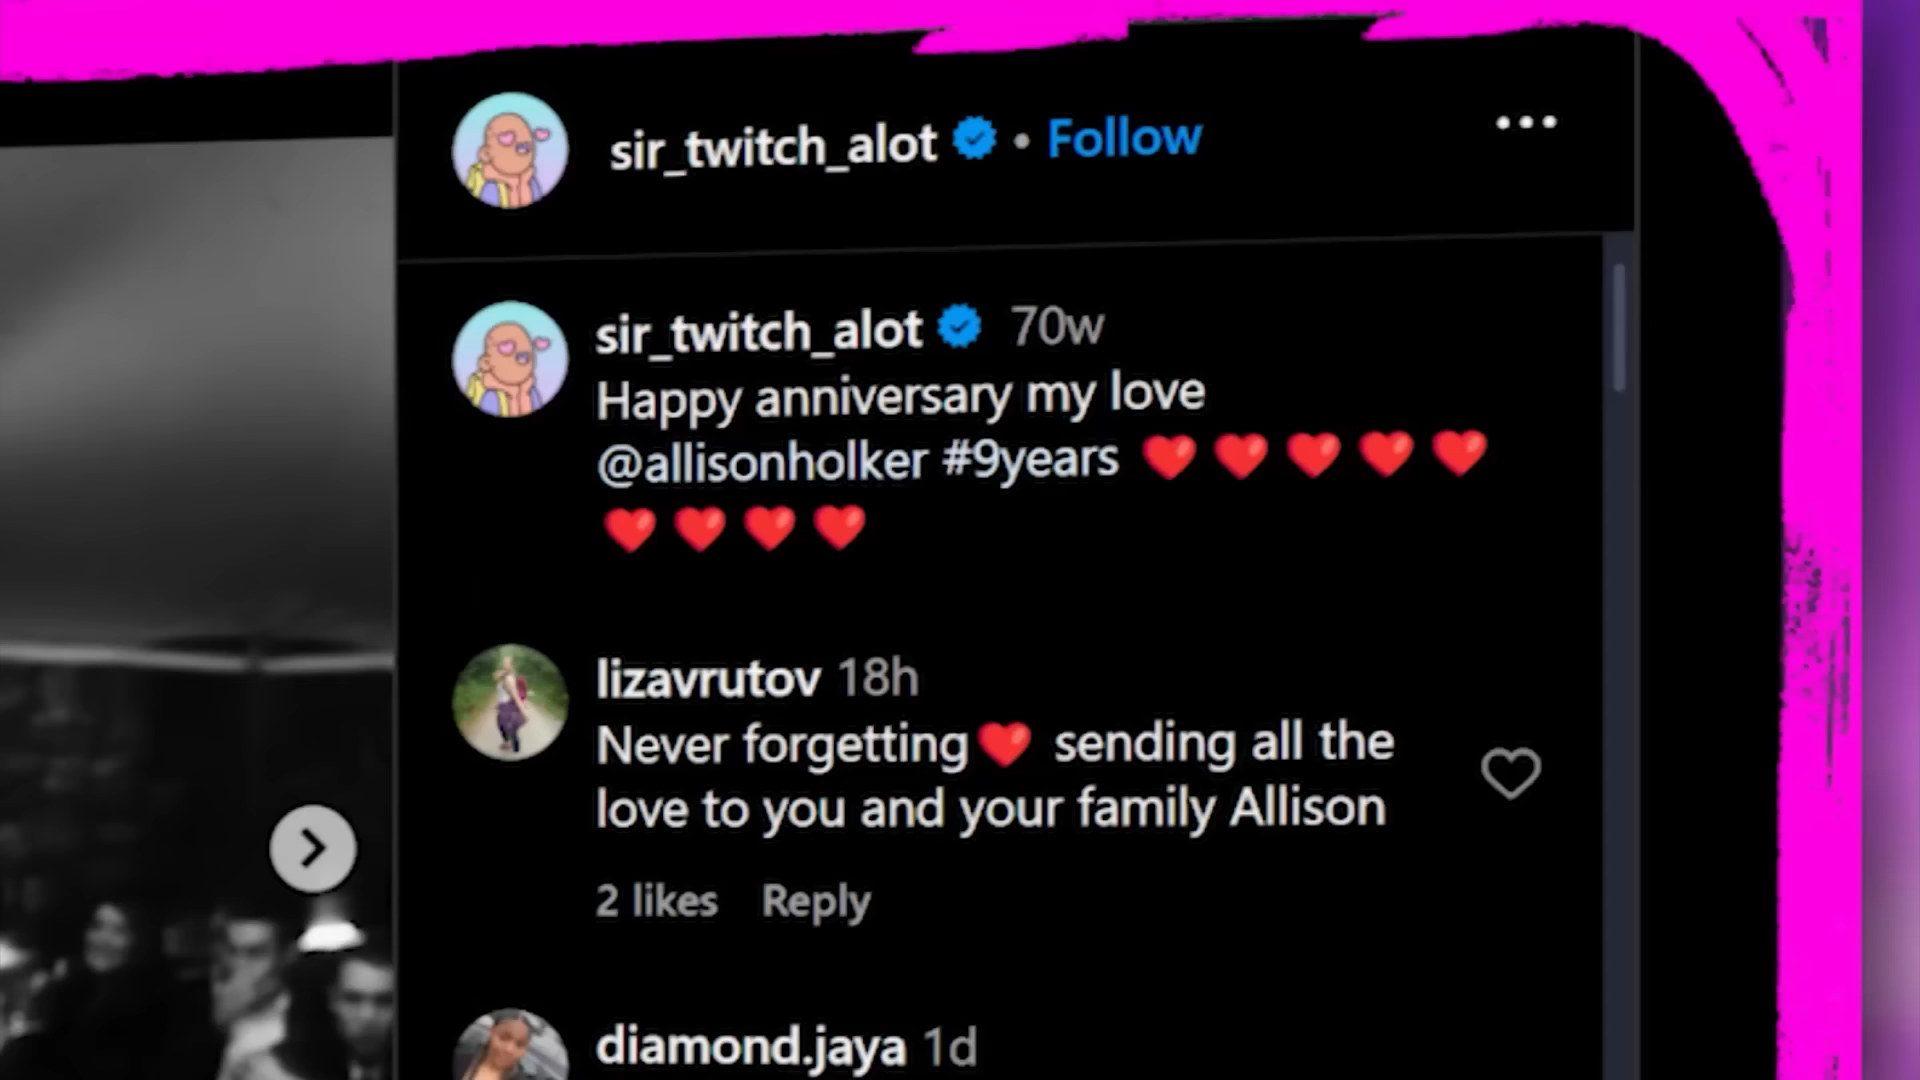 sir_twitch_alot • Follow
sir_twitch_alot 70w
Happy anniversary my love
@allisonholker #9years ❤️ ❤️ ❤️ ❤️ ❤️
❤️ ❤️ ❤️ ❤️
lizavrutov 18h
Never forgetting❤️ sending all the
love to you and your family Allison
2 likes Reply
diamond.jaya 1d